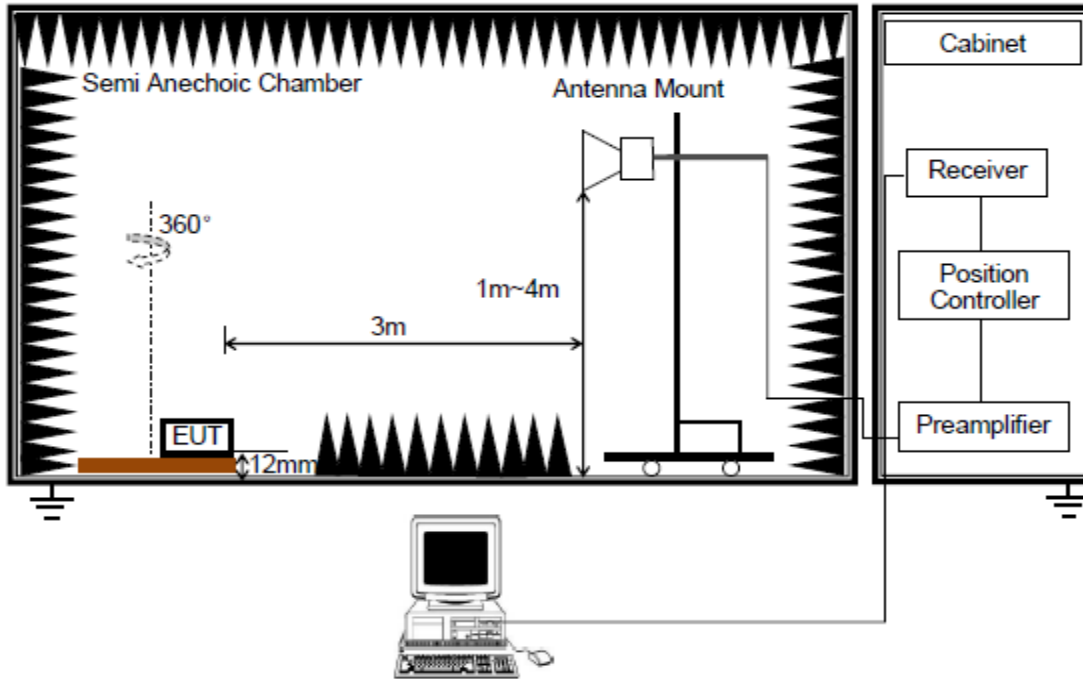 Cabinet
Semi Anechoic Chamber
Antenna Mount
Receiver
360°
1m~4m
Position
Controller
3m
EUT
12mm
Preamplifier